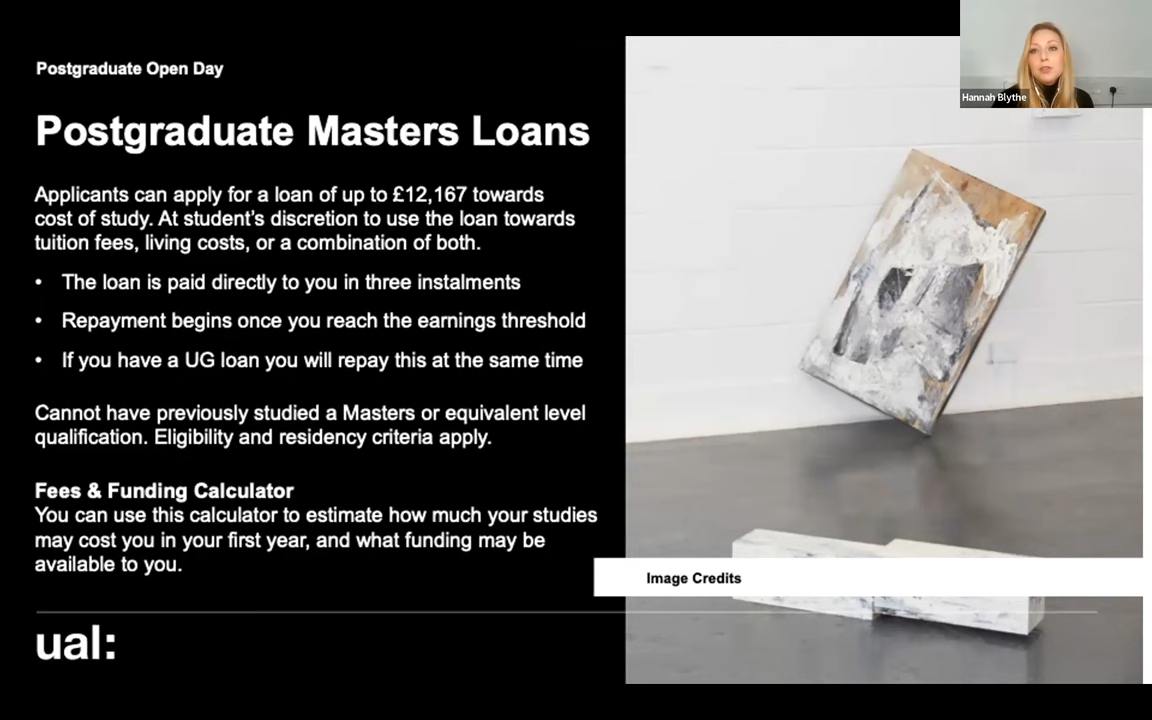 Postgraduate Open Day
Hannah Blythe
Postgraduate Masters Loans
Applicants can apply for a loan of up to £12,167 towards
cost of study. At student's discretion to use the loan towards
tuition fees, living costs, or a combination of both.
• The loan is paid directly to you in three instalments
• Repayment begins once you reach the earnings threshold
• If you have a UG loan you will repay this at the same time
Cannot have previously studied a Masters or equivalent level
qualification. Eligibility and residency criteria apply.
Fees & Funding Calculator
You can use this calculator to estimate how much your studies
may cost you in your first year, and what funding may be
available to you.
Image Credits
ual: